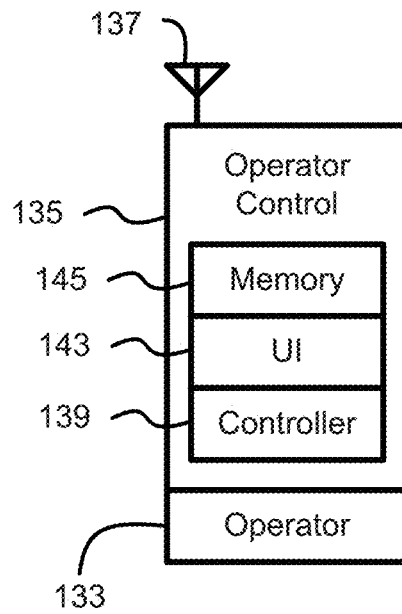 137
Operator
Control
135
145
Memory
143
UI
139
Controller
Operator
133